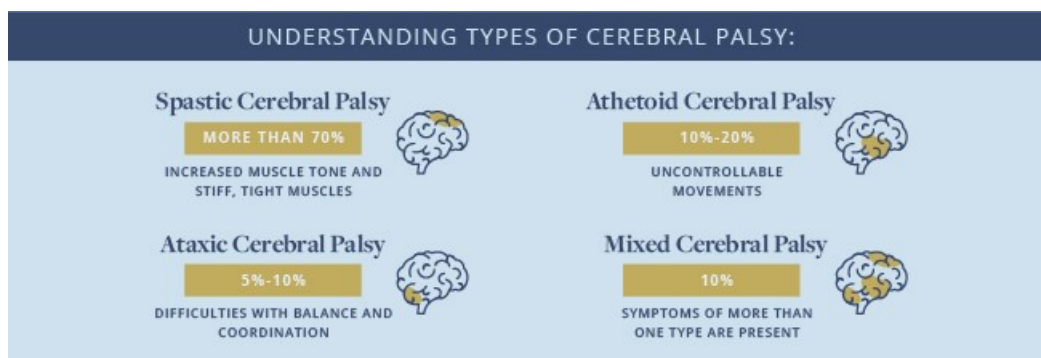 UNDERSTANDING TYPES OF CEREBRAL PALSY:
Spastic Cerebral Palsy
MORE THAN 70%
INCREASED MUSCLE TONE AND
STIFF, TIGHT MUSCLES
Athetoid Cerebral Palsy
10%-20%
UNCONTROLLABLE
MOVEMENTS
Ataxic Cerebral Palsy
5%-10%
DIFFICULTIES WITH BALANCE AND
COORDINATION
Mixed Cerebral Palsy
10%
SYMPTOMS OF MORE THAN
ONE TYPE ARE PRESENT